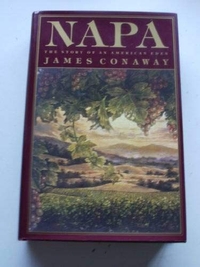 NAPA
THE STORY OF AN AMERICAN EDEN
JAMES CONAWAY